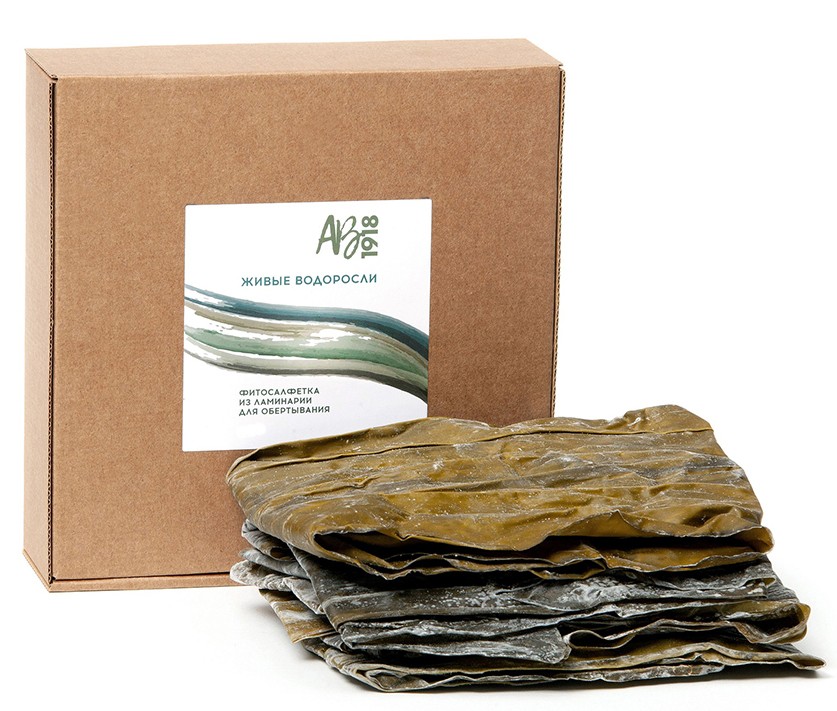 АВ
1918
ЖИВЫЕ ВОДОРОСЛИ
ФИТОСАЛФЕТКА
ИЗ ЛАМИНАРИИ
ДЛЯ ОБЕРТЫВАНИЯ